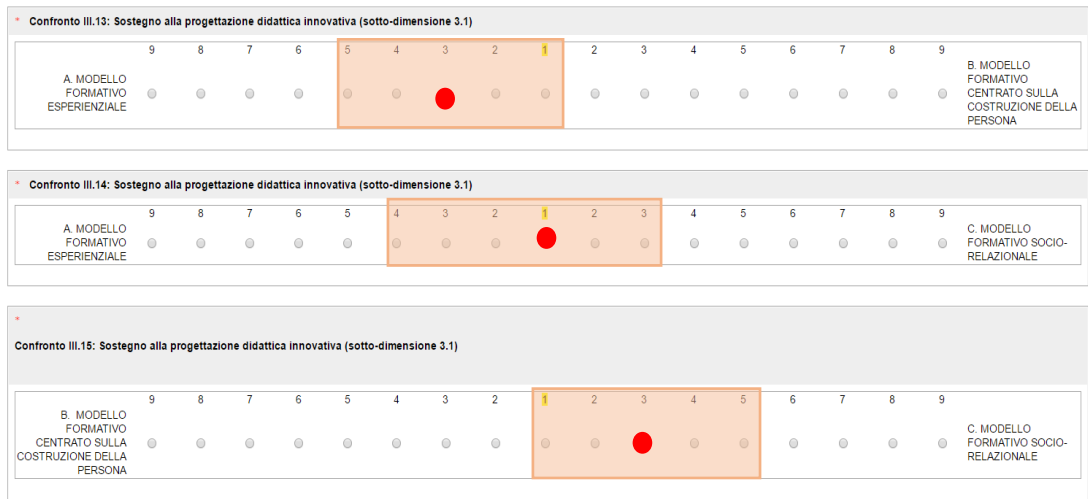 * Confronto III.13: Sostegno alla progettazione didattica innovativa (sotto-dimensione 3.1)
9 8 7 6 5 4 3 2 1 2 3 4 5 6 7 8 9
A. MODELLO
FORMATIVO
ESPERIENZIALE
B. MODELLO
FORMATIVO
CENTRATO SULLA
COSTRUZIONE DELLA
PERSONA
* Confronto III.14: Sostegno alla progettazione didattica innovativa (sotto-dimensione 3.1)
9 8 7 6 5 4 3 2 1 2 3 4 5 6 7 8 9
A. MODELLO
FORMATIVO
ESPERIENZIALE
C. MODELLO
FORMATIVO SOCIO-
RELAZIONALE
*
Confronto III.15: Sostegno alla progettazione didattica innovativa (sotto-dimensione 3.1)
9 8 7 6 5 4 3 2 1 2 3 4 5 6 7 8 9
B. MODELLO
FORMATIVO
CENTRATO SULLA
COSTRUZIONE DELLA
PERSONA
C. MODELLO
FORMATIVO SOCIO-
RELAZIONALE